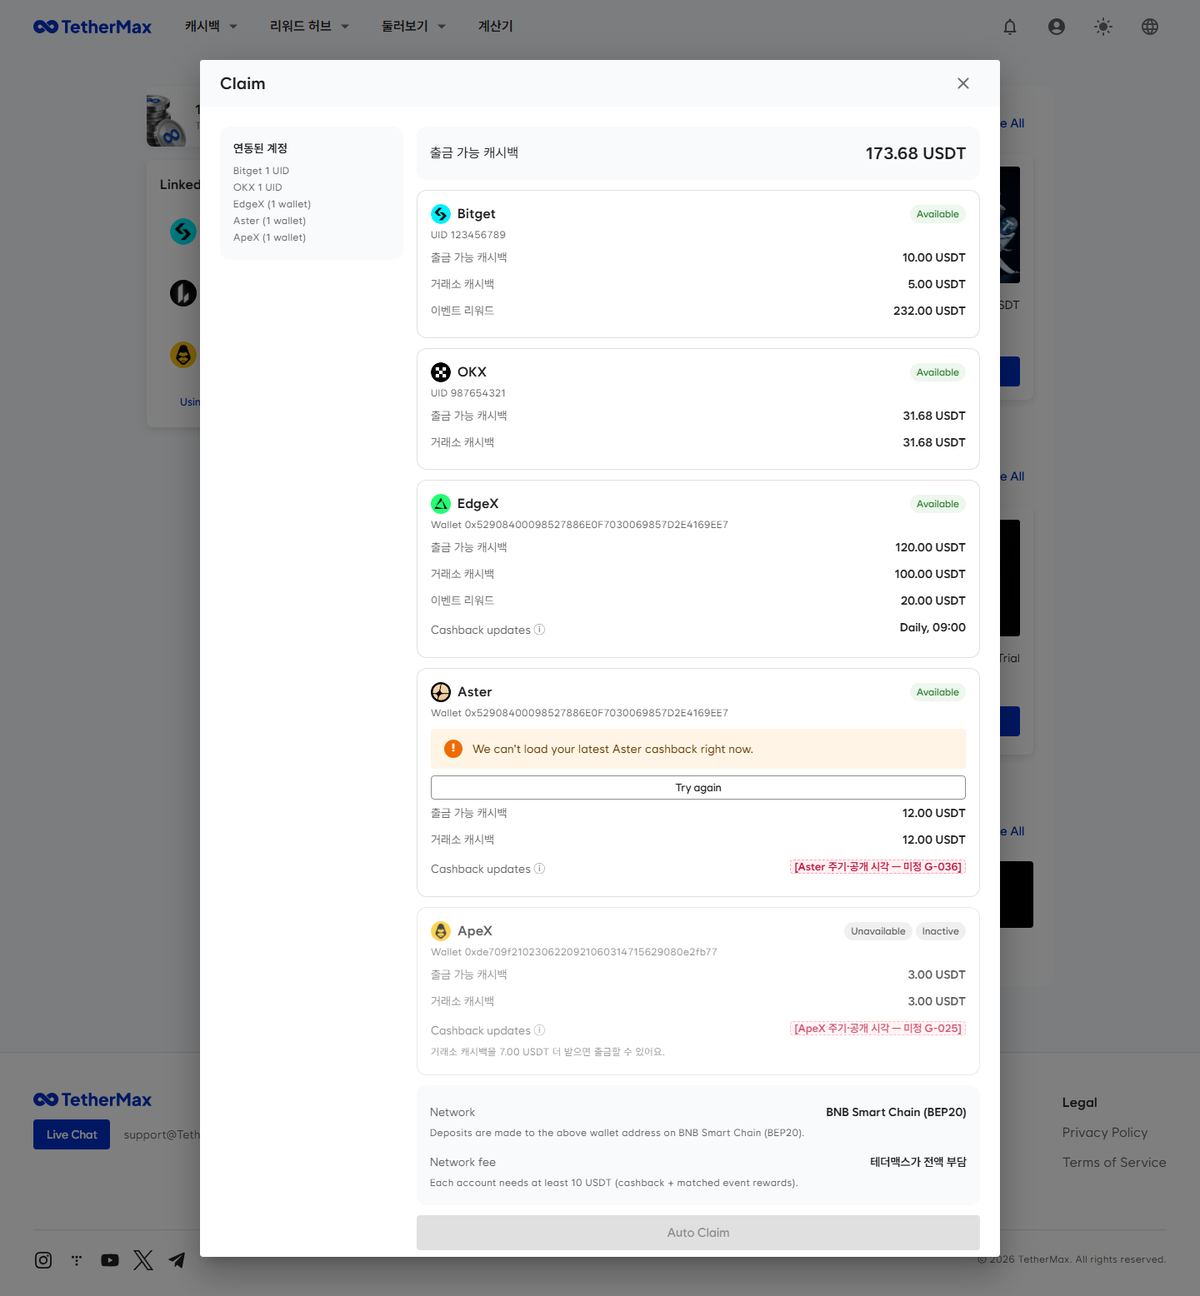 TetherMax
캐시백
리워드 허브
둘러보기
계산기
Claim
연동된 계정
Bitget 1 UID
OKX 1 UID
EdgeX (1 wallet)
Aster (1 wallet)
ApeX (1 wallet)
출금 가능 캐시백
173.68 USDT
Bitget
Available
UID 123456789
출금 가능 캐시백
10.00 USDT
거래소 캐시백
5.00 USDT
이벤트 리워드
232.00 USDT
OKX
Available
UID 987654321
출금 가능 캐시백
31.68 USDT
거래소 캐시백
31.68 USDT
EdgeX
Available
Wallet 0x52908400098527886E0F7030069857D2E4169EE7
출금 가능 캐시백
120.00 USDT
거래소 캐시백
100.00 USDT
이벤트 리워드
20.00 USDT
Cashback updates
Daily, 09:00
Aster
Available
Wallet 0x52908400098527886E0F7030069857D2E4169EE7
We can't load your latest Aster cashback right now.
Try again
출금 가능 캐시백
12.00 USDT
거래소 캐시백
12.00 USDT
Cashback updates
[Aster 주기·공개 시각 — 미정 G-036]
ApeX
Unavailable
Inactive
Wallet 0xde709f2102306220921060314715629080e2fb77
출금 가능 캐시백
3.00 USDT
거래소 캐시백
3.00 USDT
Cashback updates
[ApeX 주기·공개 시각 — 미정 G-025]
거래소 캐시백을 7.00 USDT 더 받으면 출금할 수 있어요.
Network
BNB Smart Chain (BEP20)
Deposits are made to the above wallet address on BNB Smart Chain (BEP20).
Network fee
테더맥스가 전액 부담
Each account needs at least 10 USDT (cashback + matched event rewards).
Auto Claim
Linked
e All
SDT
e All
Trial
e All
TetherMax
Live Chat
support@Teth
Legal
Privacy Policy
Terms of Service
© 2026 TetherMax. All rights reserved.